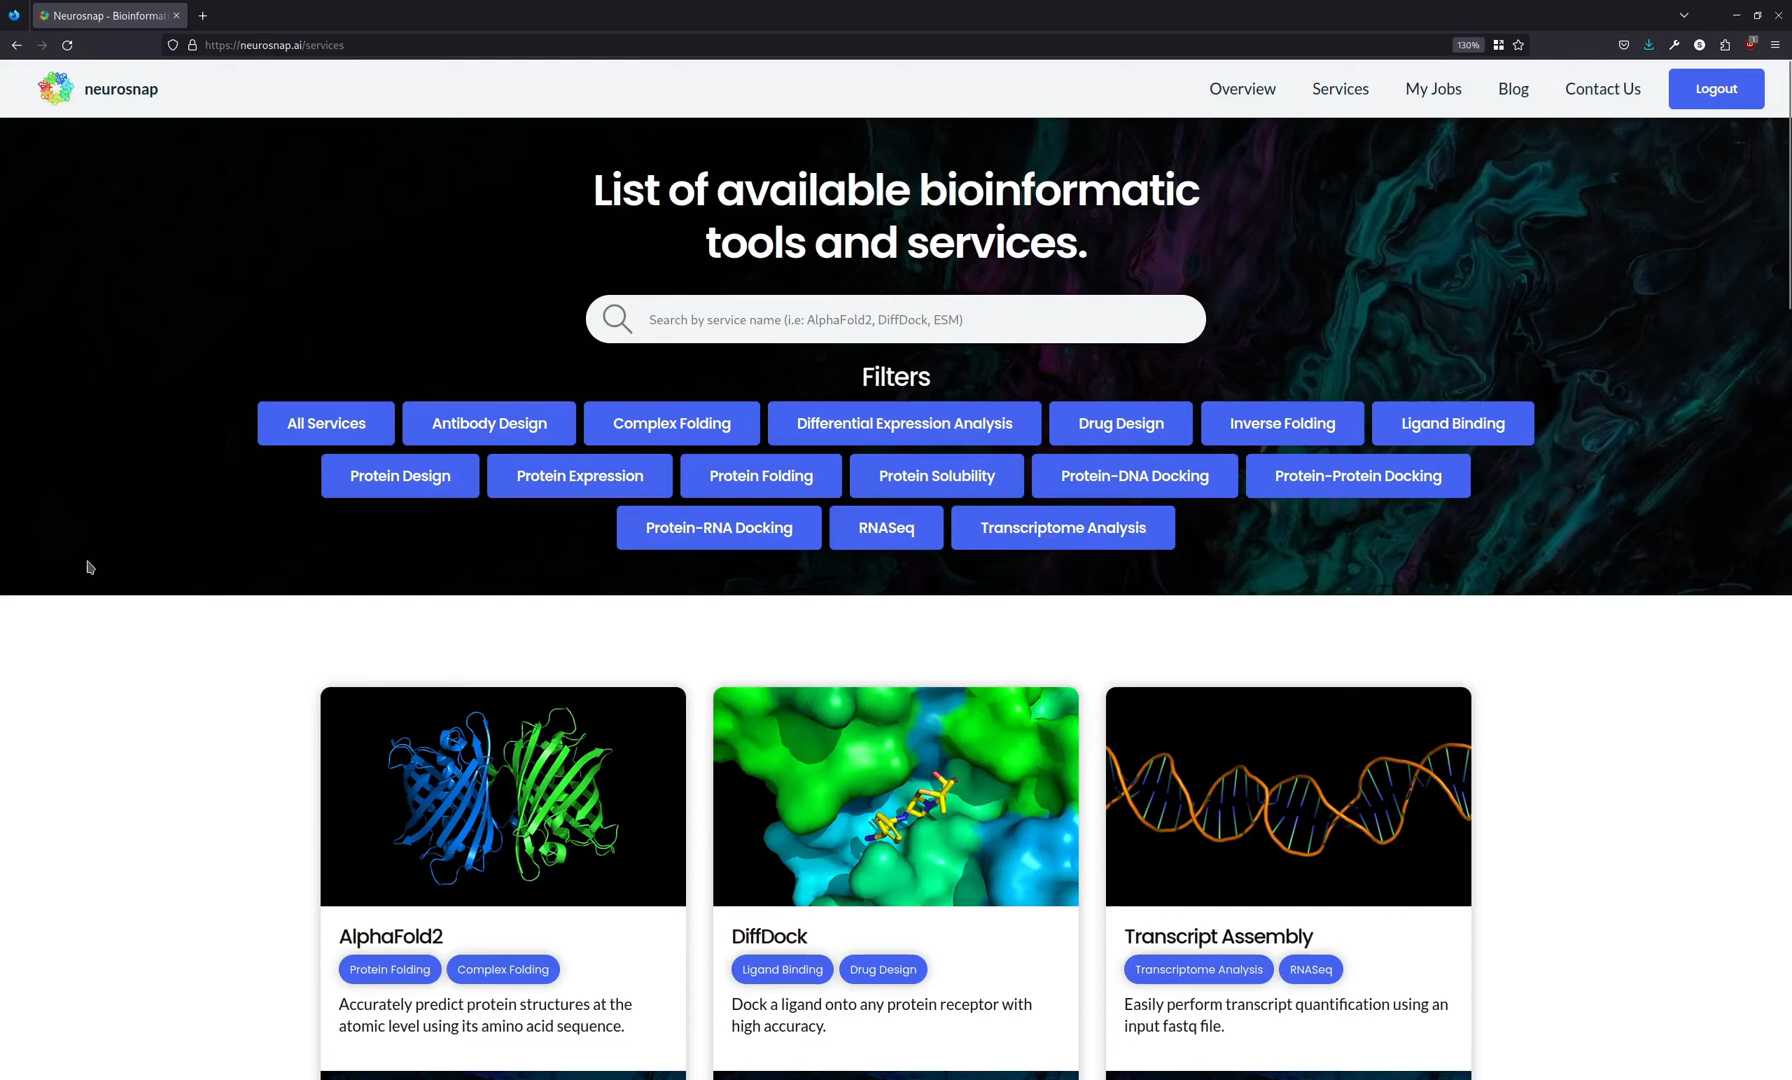 Neurosnap - Bioinformati
https://neurosnap.ai/services
130%
1
neurosnap
Overview
Services
My Jobs
Blog
Contact Us
Logout
List of available bioinformatic
tools and services.
Search by service name (i.e: AlphaFold2, DiffDock, ESM)
Filters
All Services
Antibody Design
Complex Folding
Differential Expression Analysis
Drug Design
Inverse Folding
Ligand Binding
Protein Design
Protein Expression
Protein Folding
Protein Solubility
Protein-DNA Docking
Protein-Protein Docking
Protein-RNA Docking
RNASeq
Transcriptome Analysis
AlphaFold2
Protein Folding
Complex Folding
Accurately predict protein structures at the
atomic level using its amino acid sequence.
DiffDock
Ligand Binding
Drug Design
Dock a ligand onto any protein receptor with
high accuracy.
Transcript Assembly
Transcriptome Analysis
RNASeq
Easily perform transcript quantification using an
input fastq file.